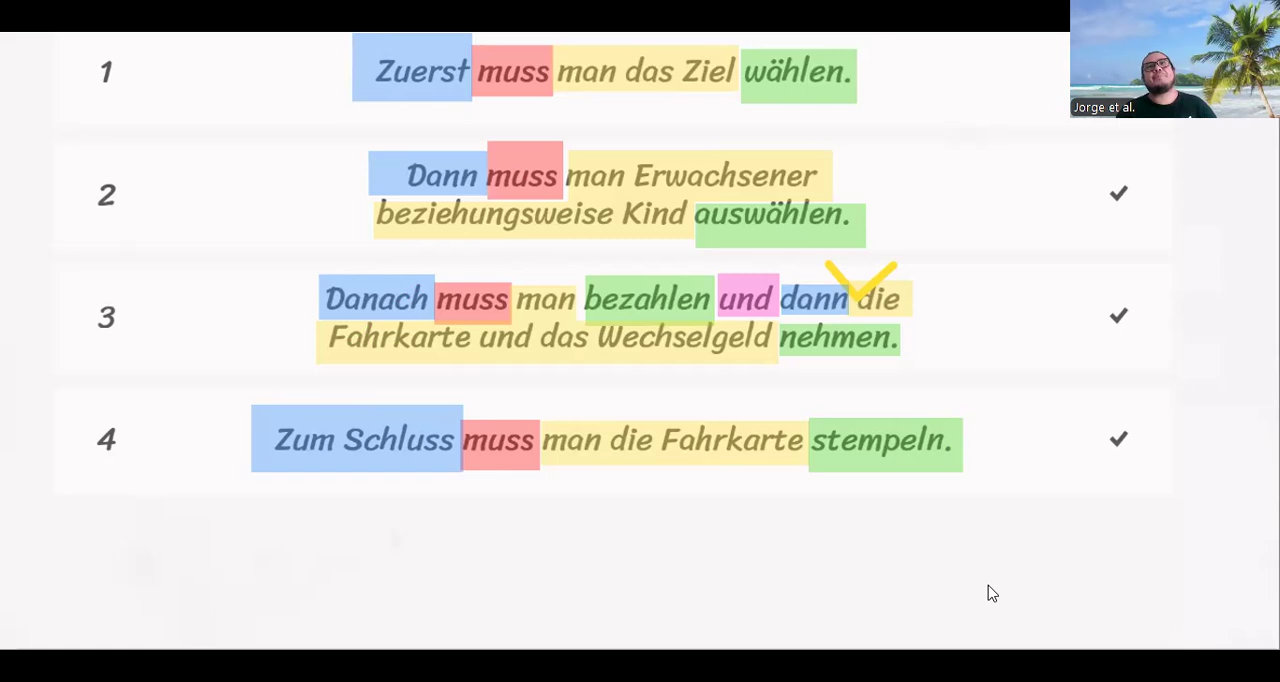 1
Zuerst muss man das Ziel wählen.
Jorge et al.
2
Dann muss man Erwachsener
beziehungsweise Kind auswählen.
3
Danach muss man bezahlen und dann die
Fahrkarte und das Wechselgeld nehmen.
4
Zum Schluss muss man die Fahrkarte stempeln.